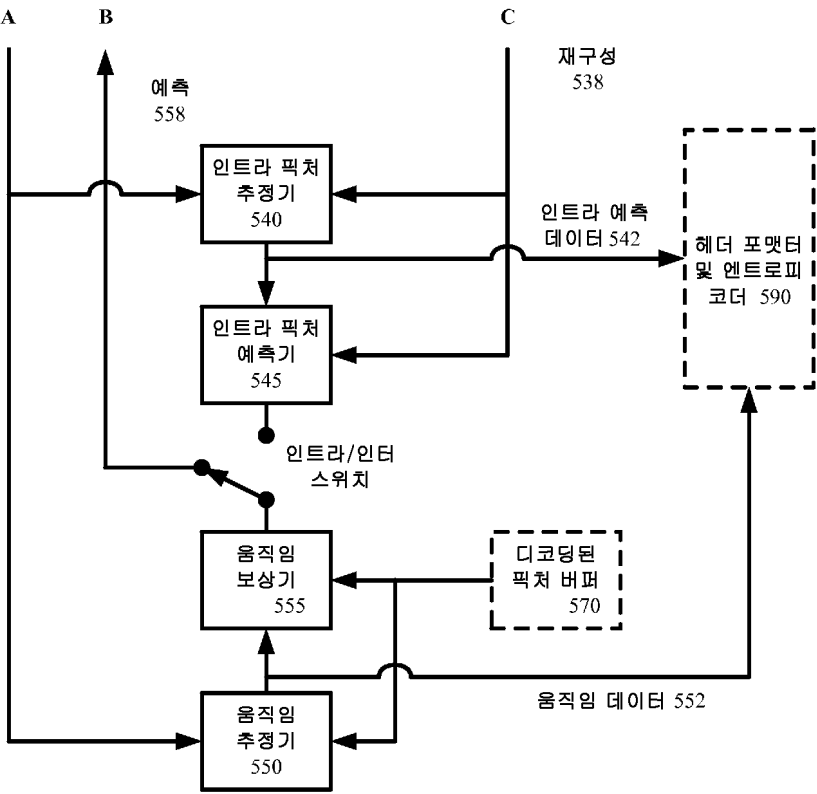 A
B
C
예측
558
재구성
538
인트라 픽처
추정기
540
인트라 예측
데이터 542
헤더 포맷터
및 엔트로피
코더 590
인트라 픽처
예측기
545
인트라/인터
스위치
움직임
보상기
555
디코딩된
픽처 버퍼
570
움직임 데이터 552
움직임
추정기
550